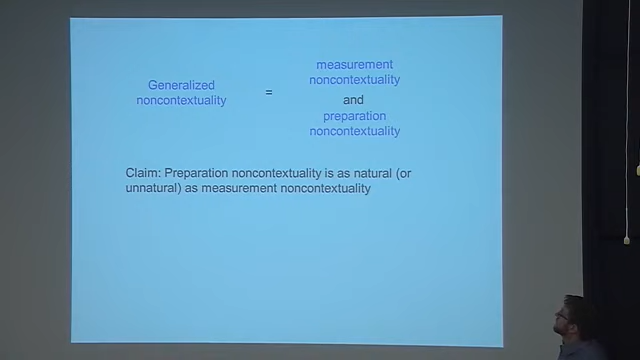 Generalized
noncontextuality
=
measurement
noncontextuality
and
preparation
noncontextuality
Claim: Preparation noncontextuality is as natural (or
unnatural) as measurement noncontextuality